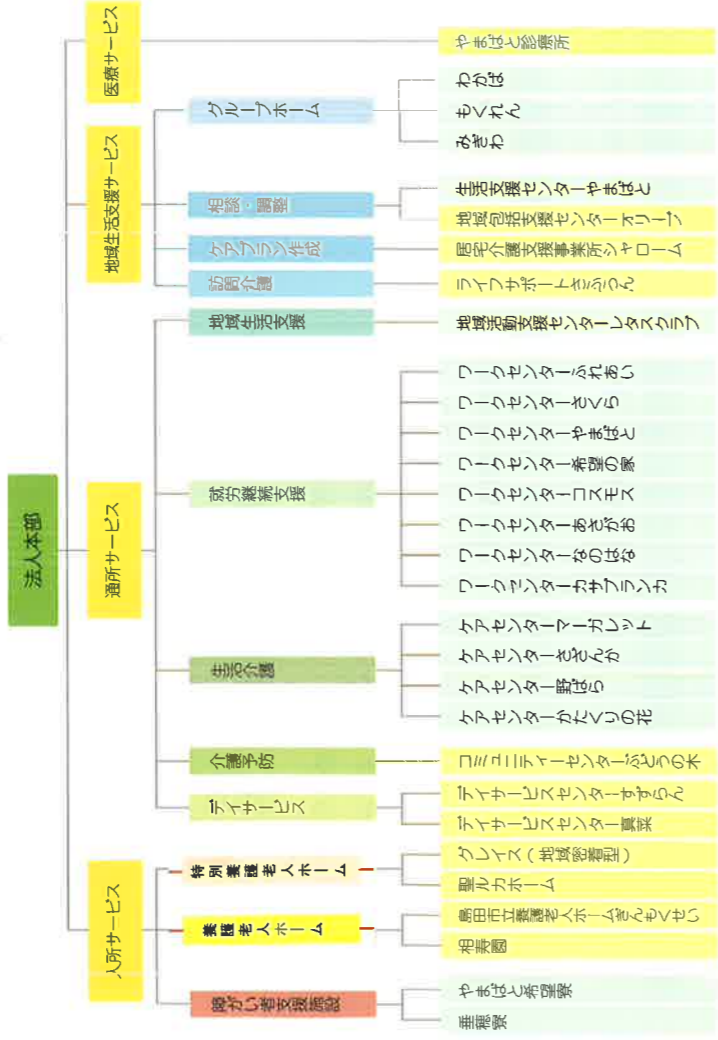 法人本部
医療サービス
やまばと診療所
地域生活支援サービス
グループホーム
わかば
もくれん
みぎわ
相談・調整
生活支援センターやまばと
地域包括支援センターオリーブ
ケアプラン作成
居宅介護支援事業所シャローム
訪問介護
ライフサポートさふらん
通所サービス
地域生活支援
地域活動支援センターレタスクラブ
就労継続支援
ワークセンターふれあい
ワークセンターさくら
ワークセンターやまばと
ワークセンター希望の家
ワークセンターコスモス
ワークセンターあさがお
ワークセンターなのはな
ワークセンターカサブランカ
生活介護
ケアセンターマーガレット
ケアセンターさざんか
ケアセンター野ばら
ケアセンターかたくりの花
介護予防
コミュニティーセンターぶどうの木
デイサービス
デイサービスセンターすずらん
デイサービスセンター真菜
入所サービス
特別養護老人ホーム
グレイス(地域密着型)
聖ルカホーム
養護老人ホーム
島田市立養護老人ホームぎんもくせい
相寿園
障がい者支援施設
やまばと希望寮
垂穂寮